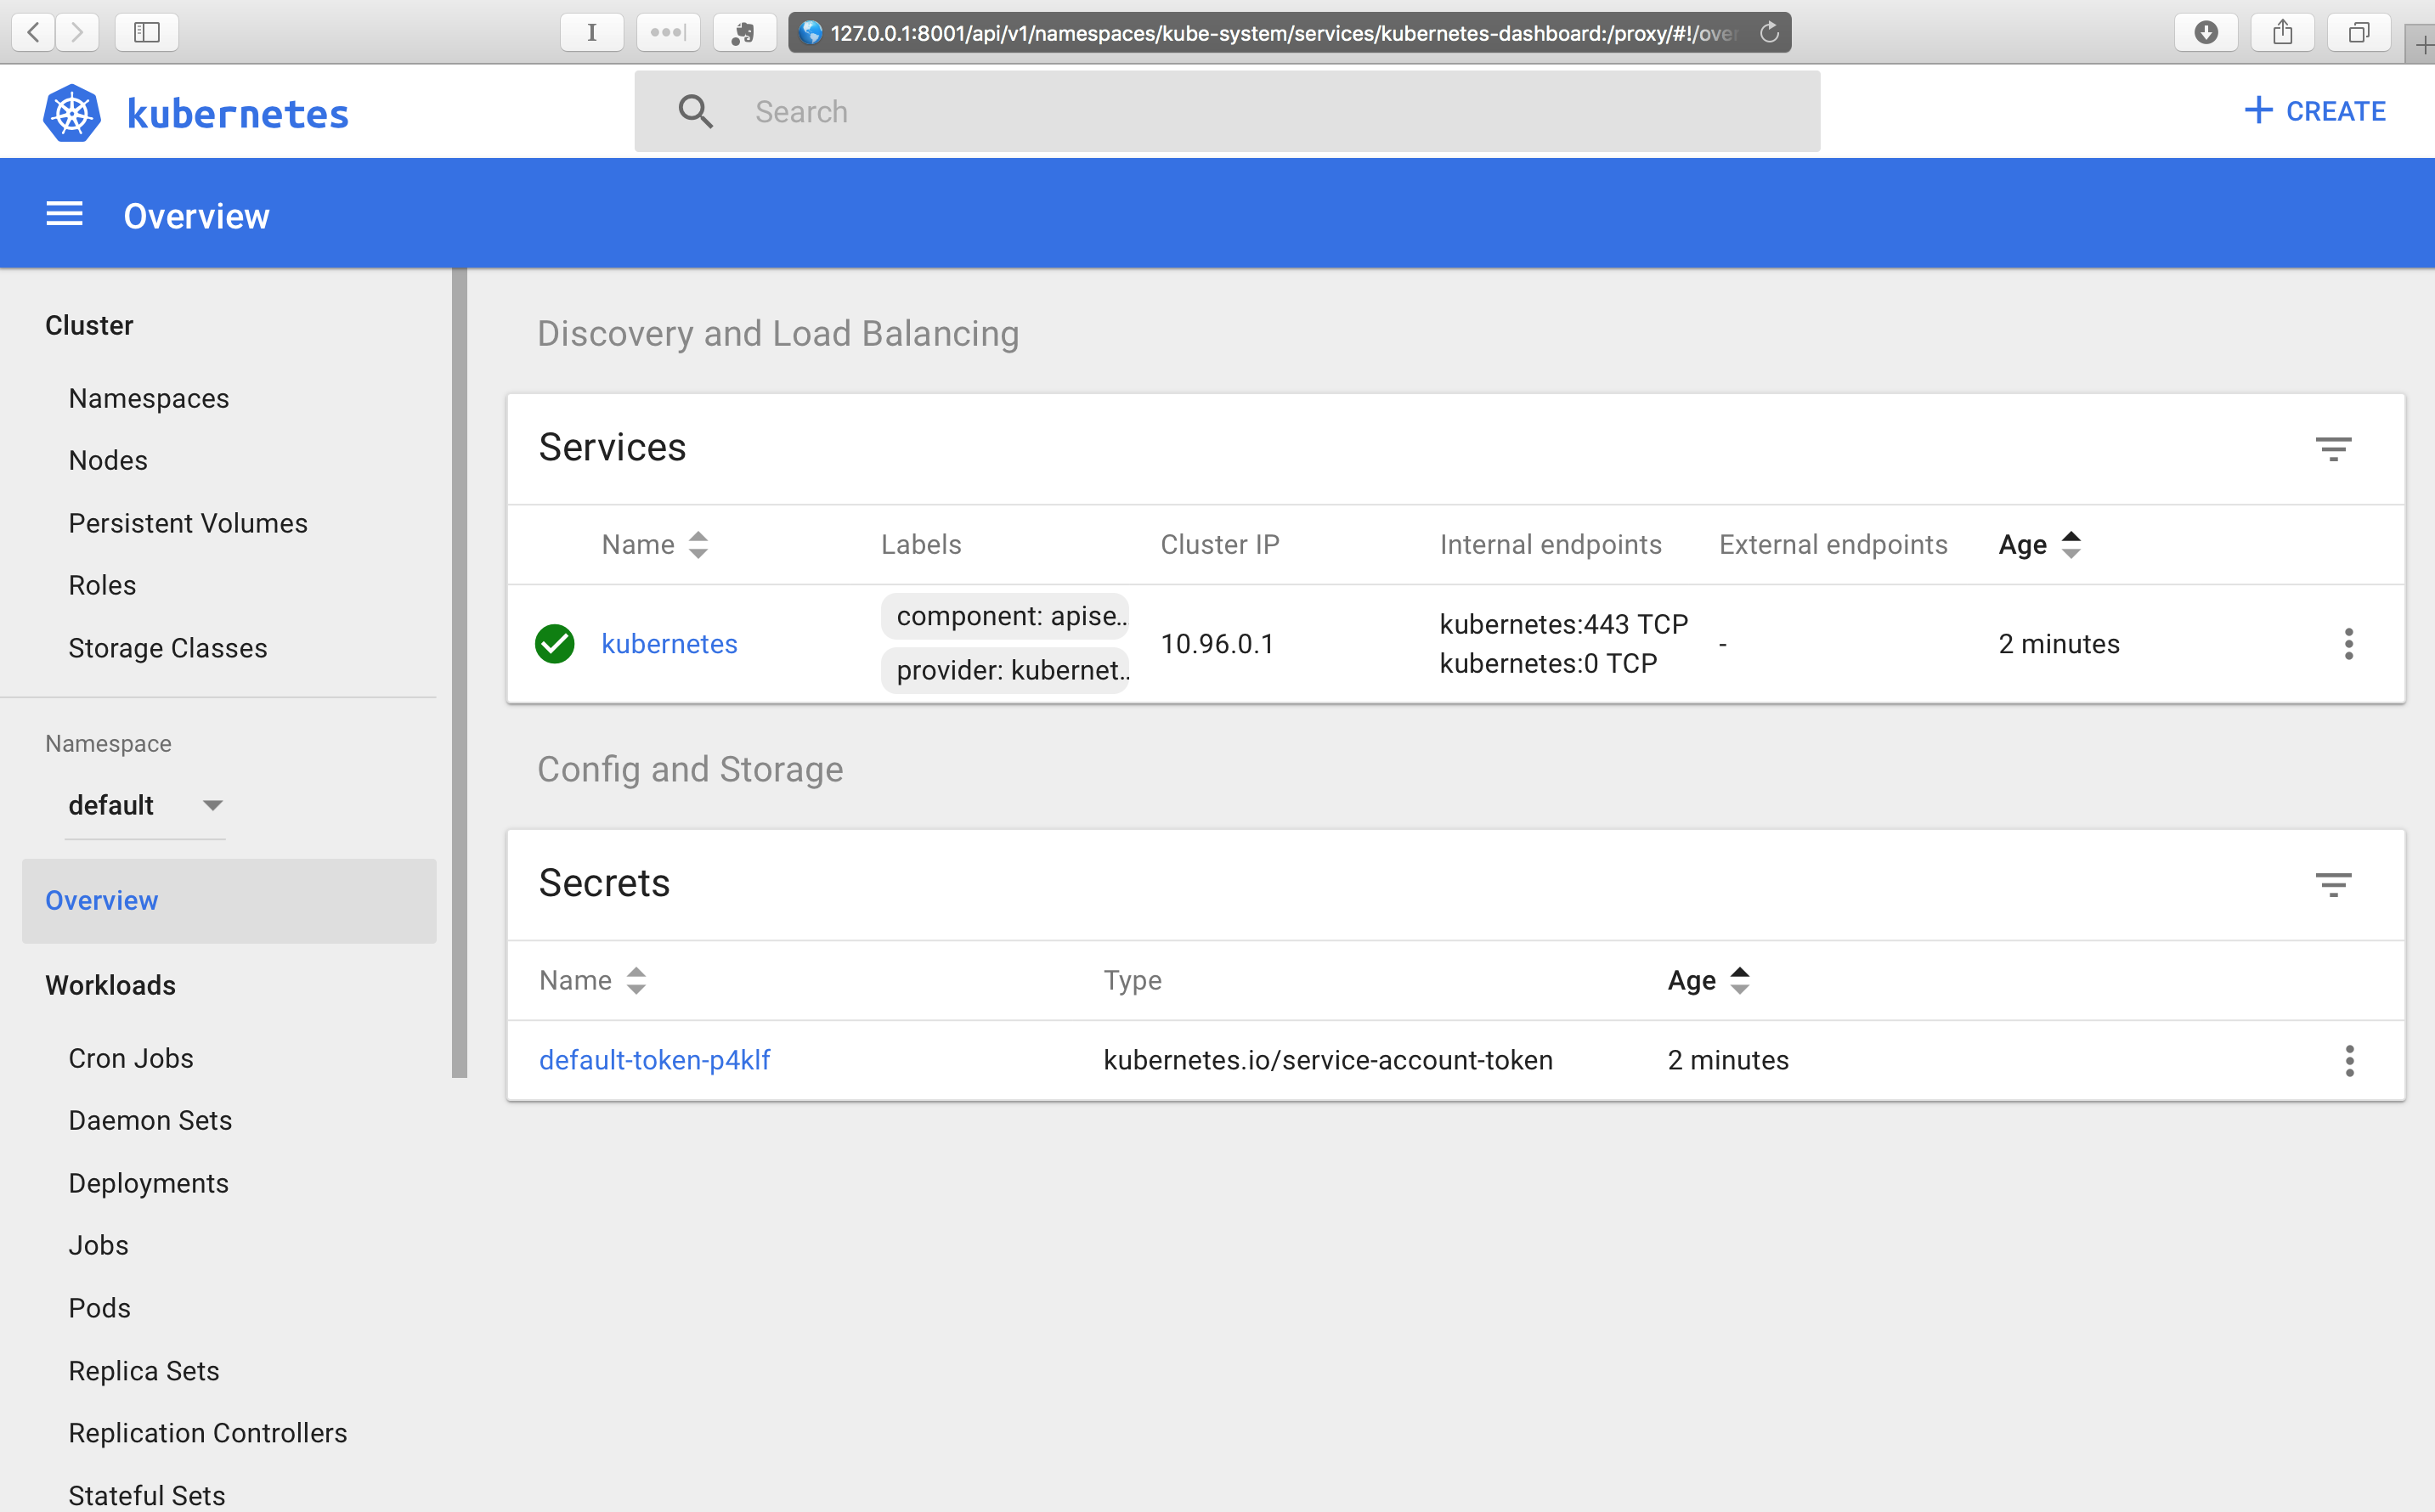 127.0.0.1:8001/api/v1/namespaces/kube-system/services/kubernetes-dashboard:/proxy/#!/over
kubernetes
Search
CREATE
Overview
Cluster
Namespaces
Nodes
Persistent Volumes
Roles
Storage Classes
Namespace
default
Overview
Workloads
Cron Jobs
Daemon Sets
Deployments
Jobs
Pods
Replica Sets
Replication Controllers
Stateful Sets
Discovery and Load Balancing
Services
Name Labels Cluster IP Internal endpoints External endpoints Age
kubernetes component: apise.. 10.96.0.1 kubernetes:443 TCP - 2 minutes
provider: kubernet.. kubernetes:0 TCP
Config and Storage
Secrets
Name Type Age
default-token-p4klf kubernetes.io/service-account-token 2 minutes